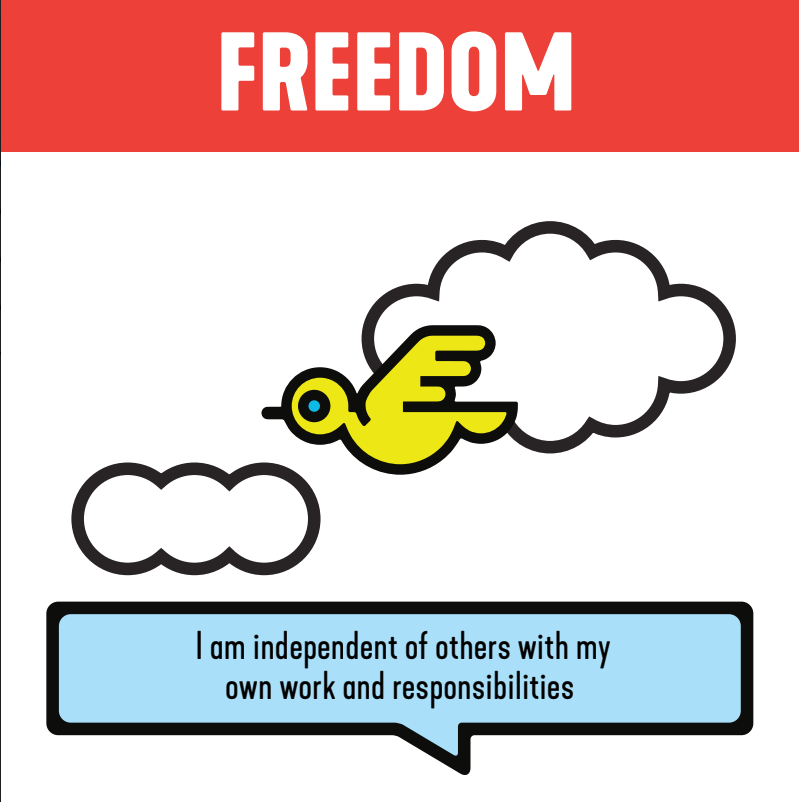 FREEDOM
I am independent of others with my
own work and responsibilities